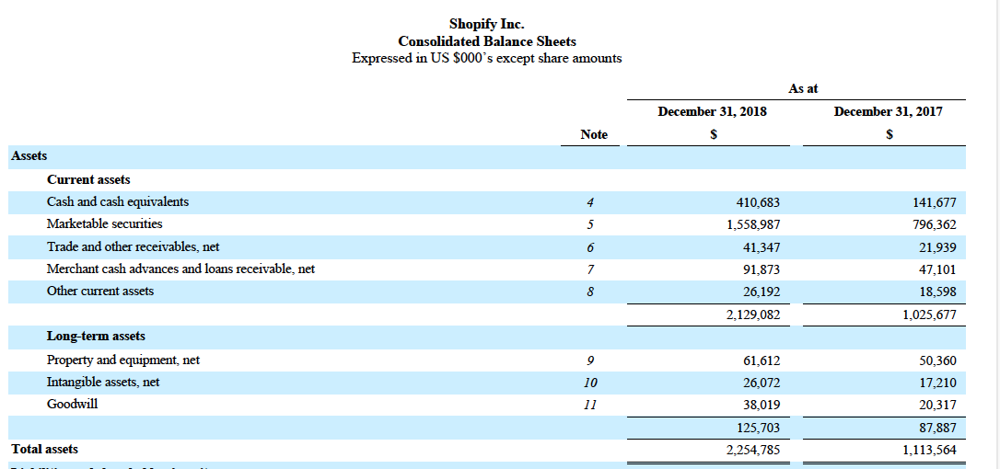 Shopify Inc.
Consolidated Balance Sheets
Expressed in US $000's except share amounts
As at
December 31, 2018 December 31, 2017
Note $ $
Assets
Current assets
Cash and cash equivalents 4 410,683 141,677
Marketable securities 5 1,558,987 796,362
Trade and other receivables, net 6 41,347 21,939
Merchant cash advances and loans receivable, net 7 91,873 47,101
Other current assets 8 26,192 18,598
2,129,082 1,025,677
Long-term assets
Property and equipment, net 9 61,612 50,360
Intangible assets, net 10 26,072 17,210
Goodwill 11 38,019 20,317
125,703 87,887
Total assets 2,254,785 1,113,564